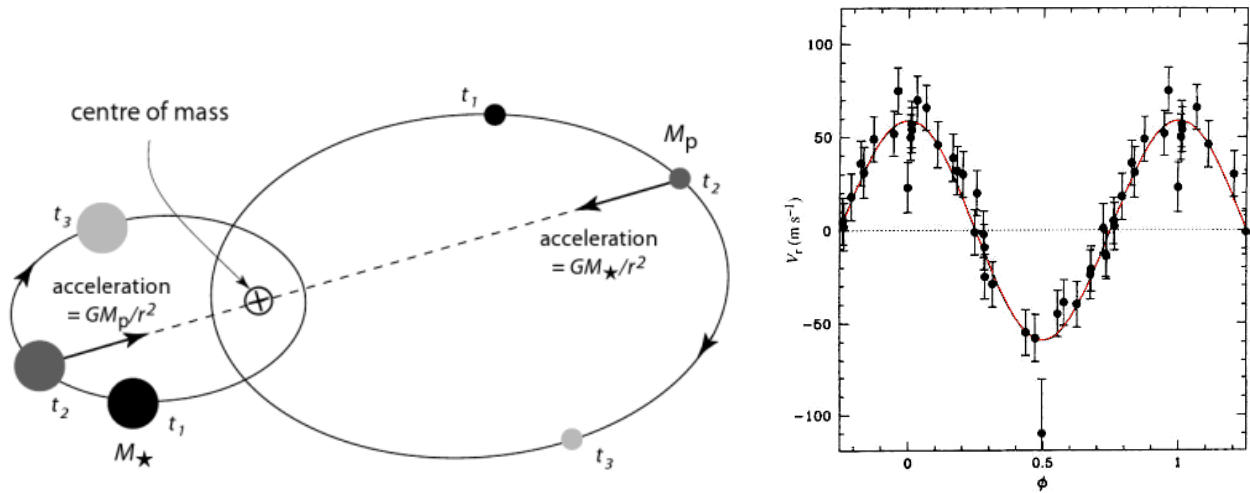 centre of mass
t₁
Mₚ
t₂
t₃
acceleration
= GM★/r²
acceleration
= GMₚ/r²
t₂
t₁
t₃
M★
100
50
0
-50
-100
Vᵣ (m s⁻¹)
0
0.5
1
ϕ